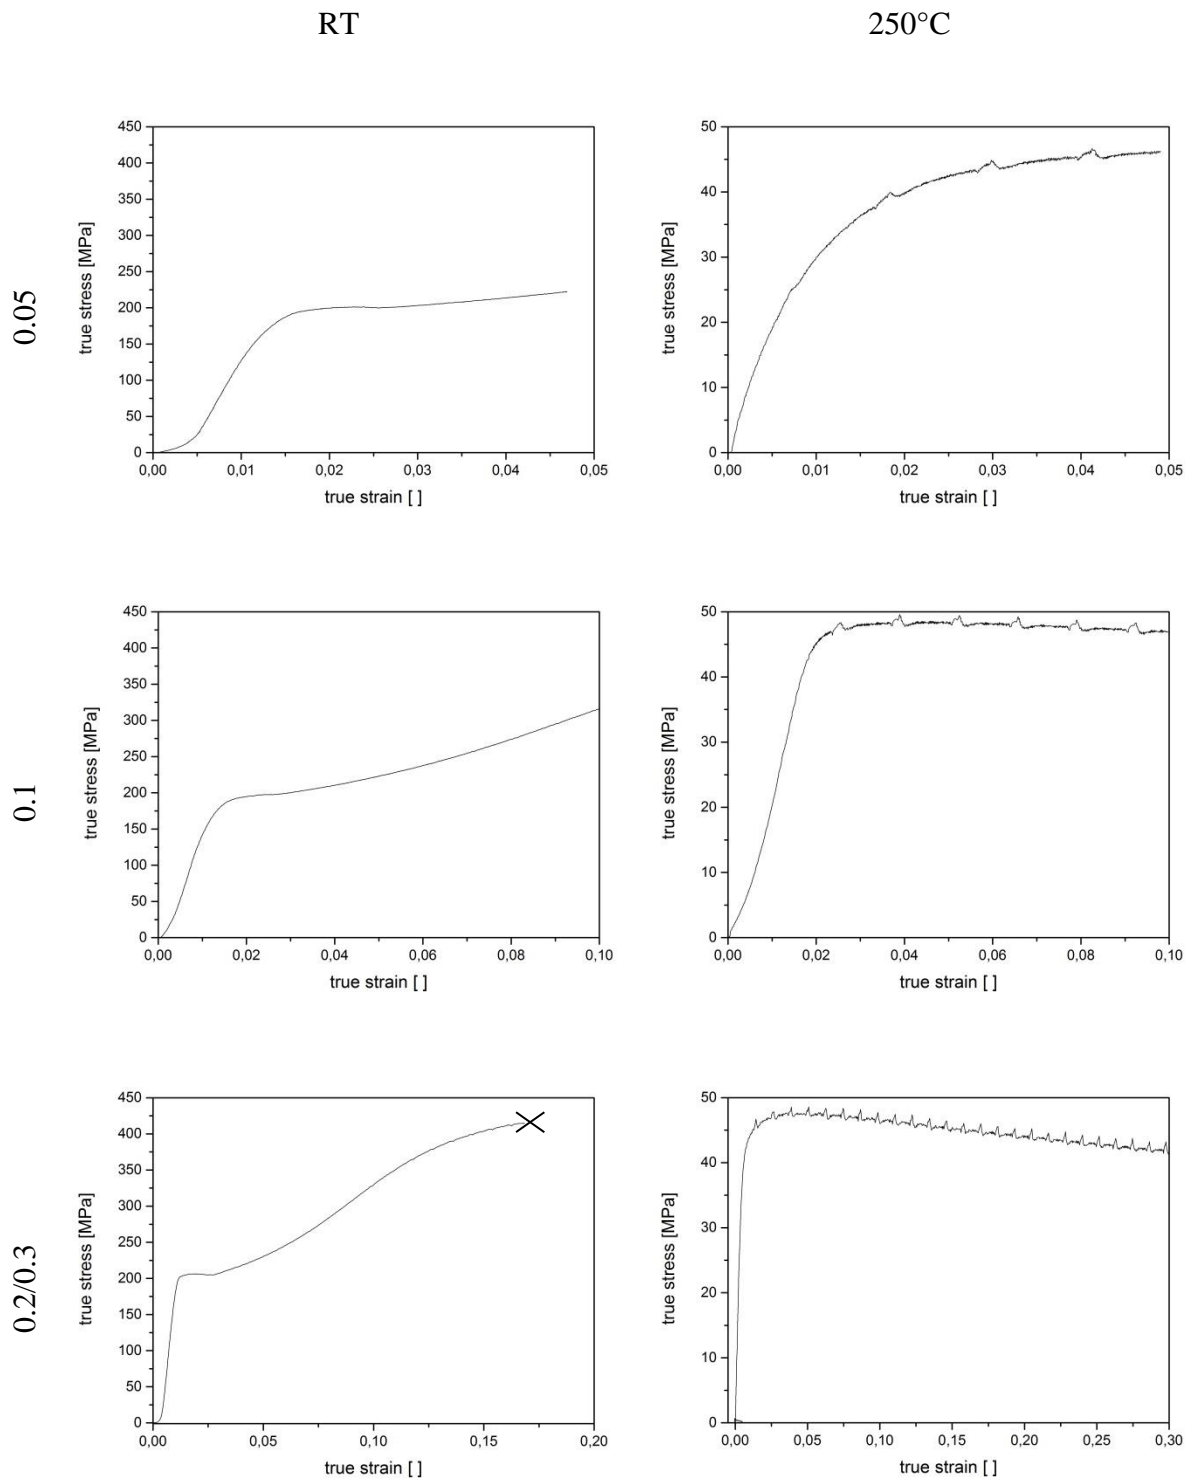 RT 250°C
0.05
450
400
350
300
250
200
150
100
50
0
true stress [MPa]
0,00 0,01 0,02 0,03 0,04 0,05
true strain [ ]
50
40
30
20
10
0
true stress [MPa]
0,00 0,01 0,02 0,03 0,04 0,05
true strain [ ]
0.1
450
400
350
300
250
200
150
100
50
0
true stress [MPa]
0,00 0,02 0,04 0,06 0,08 0,10
true strain [ ]
50
40
30
20
10
0
true stress [MPa]
0,00 0,02 0,04 0,06 0,08 0,10
true strain [ ]
0.2/0.3
450
400
350
300
250
200
150
100
50
0
true stress [MPa]
0,00 0,05 0,10 0,15 0,20
true strain [ ]
50
40
30
20
10
0
true stress [MPa]
0,00 0,05 0,10 0,15 0,20 0,25 0,30
true strain [ ]